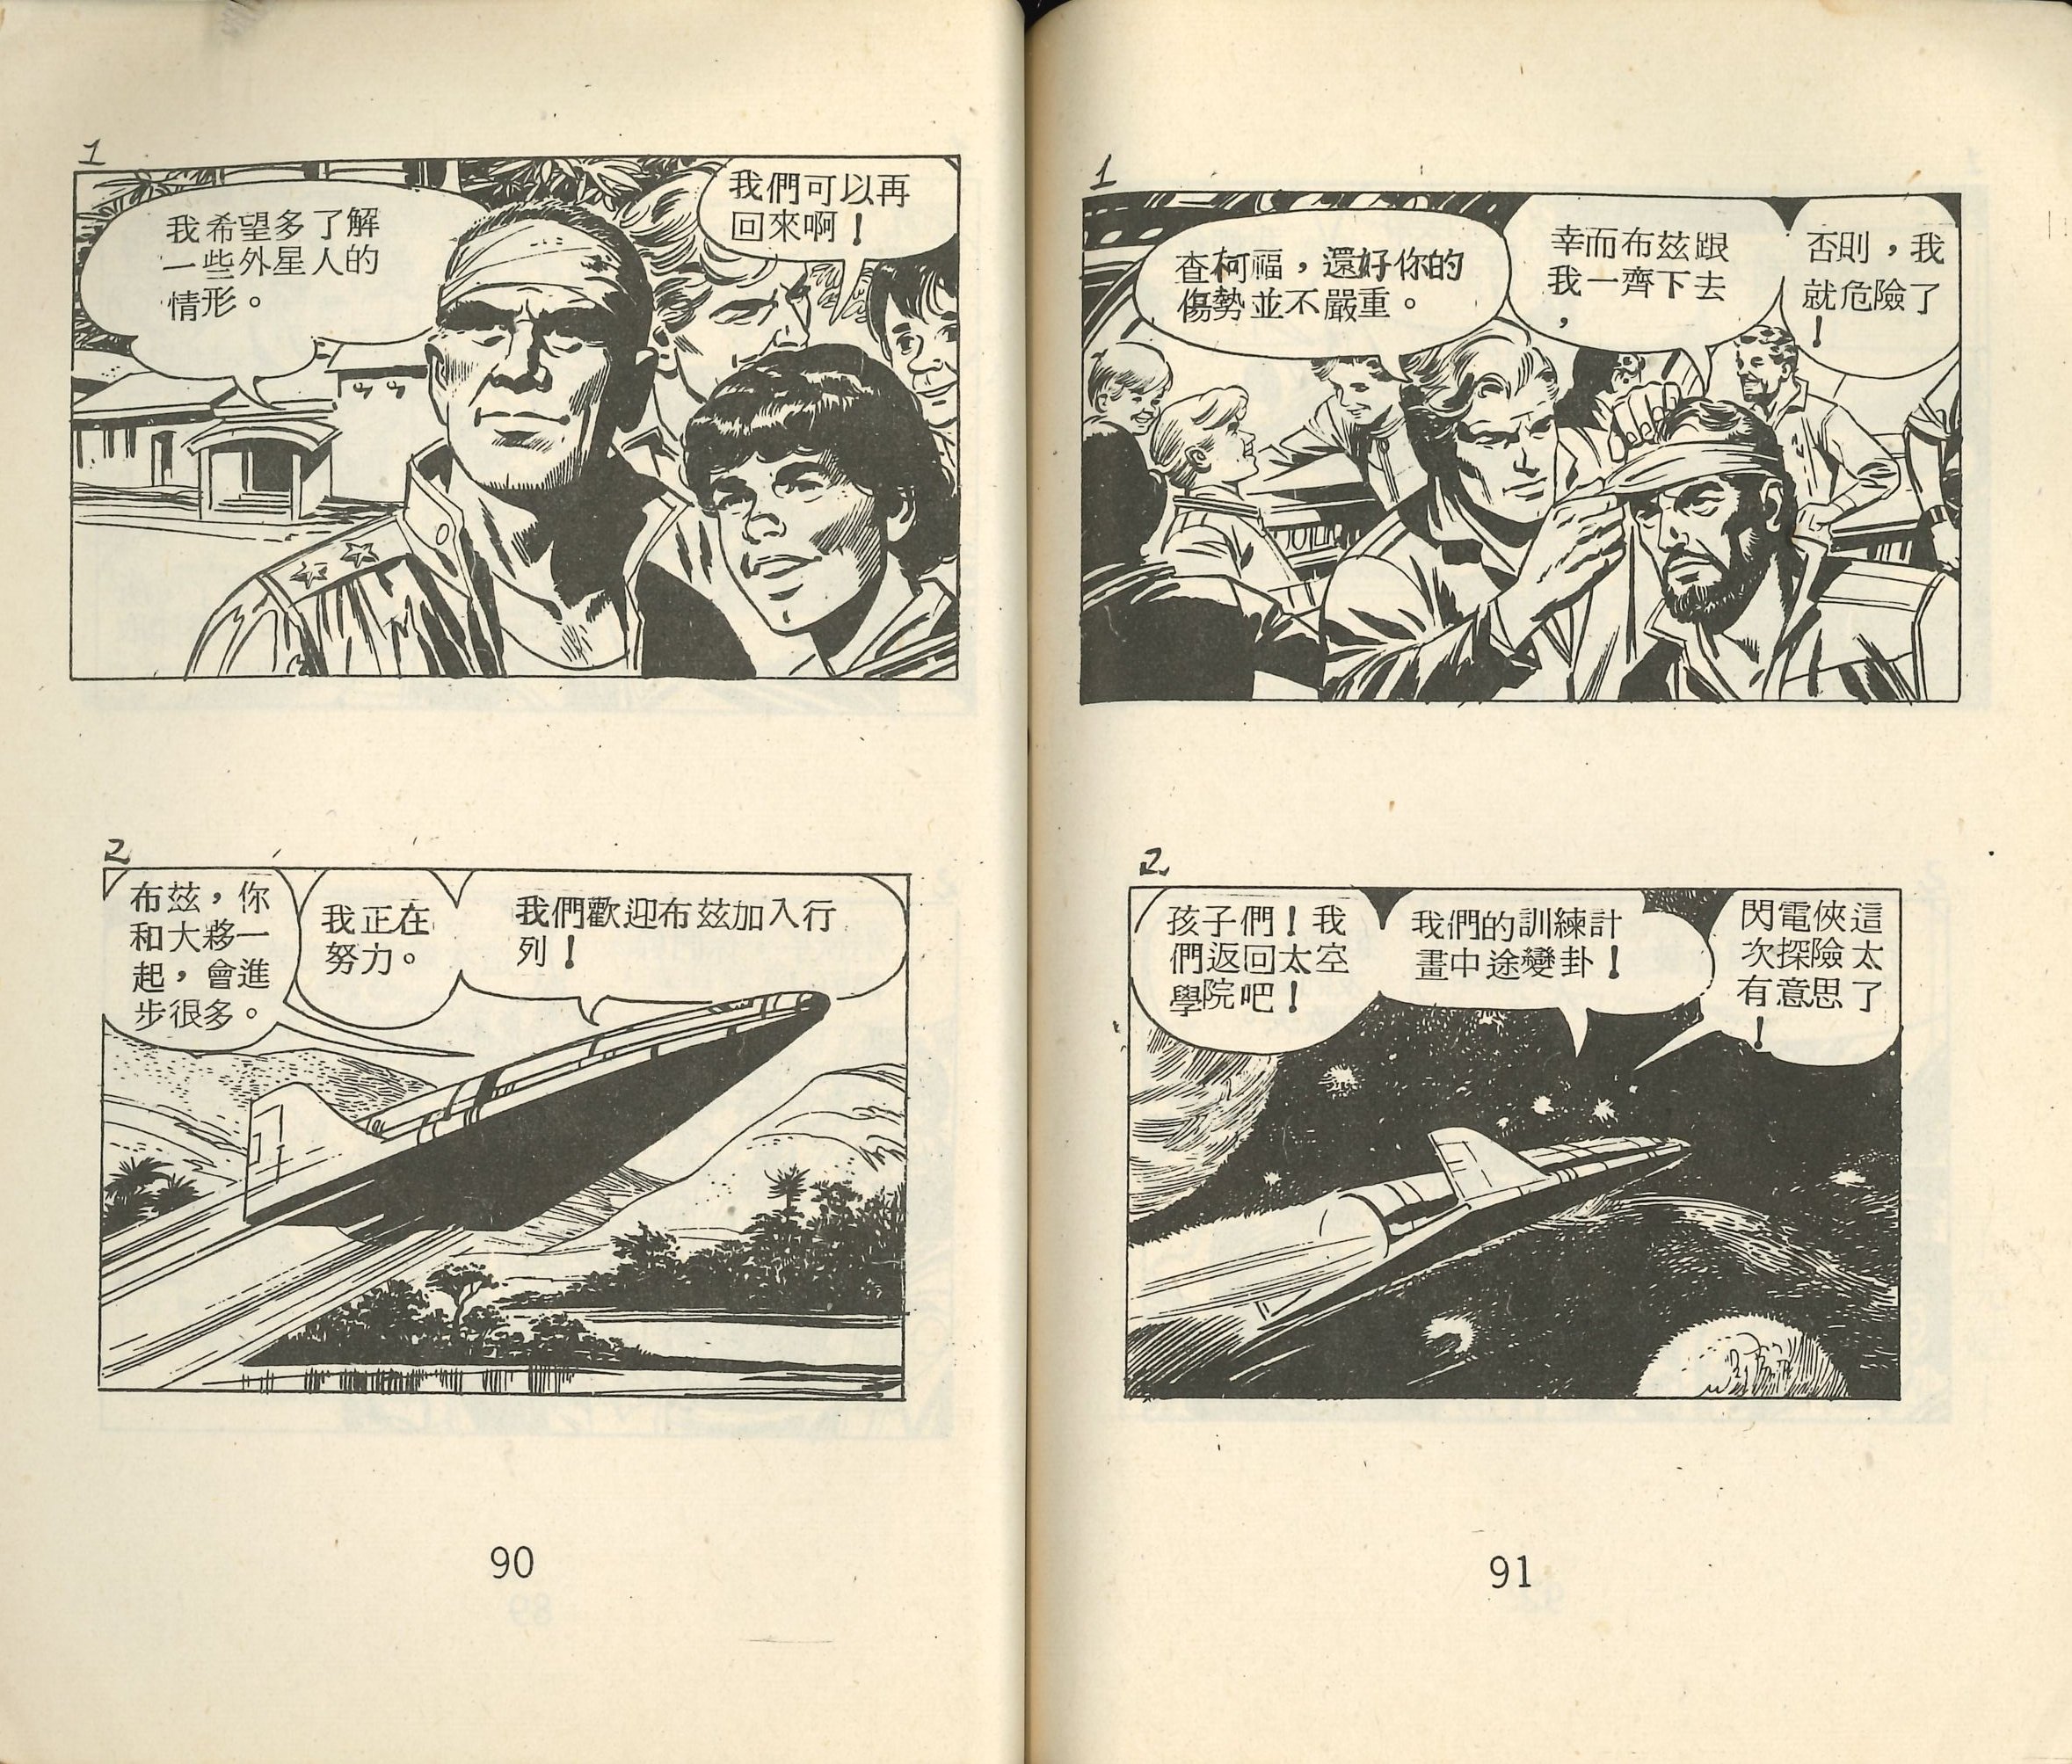 1
我希望多了解
一些外星人的
情形。
我們可以再
回來啊！
2
布茲，你
和大夥一
起，會進
步很多。
我正在
努力。
我們歡迎布茲加入行
列！
90
1
查柯福，還好你的
傷勢並不嚴重。
幸而布茲跟
我一齊下去
，
否則，我
就危險了
！
2
孩子們！我
們返回太空
學院吧！
我們的訓練計
畫中途變卦！
閃電俠這
次探險太
有意思了
！
91